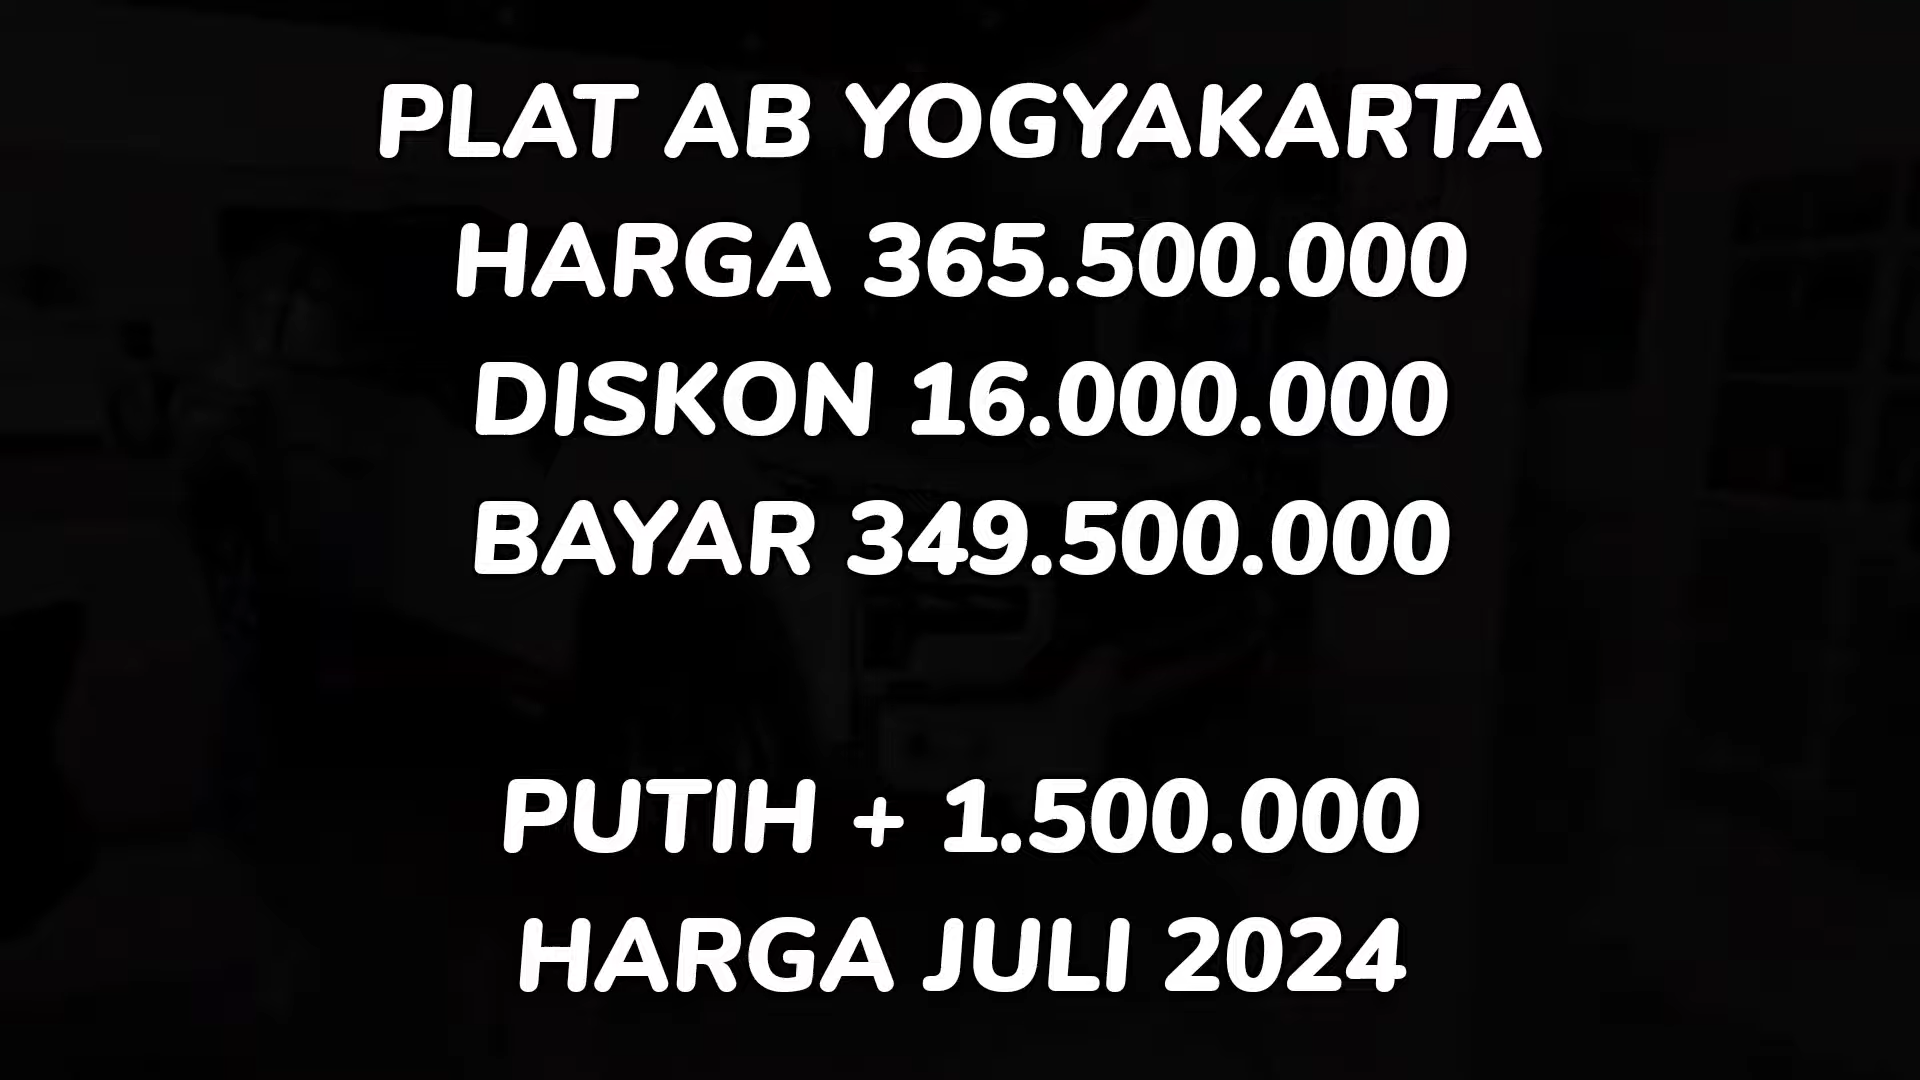 PLAT AB YOGYAKARTA
HARGA 365.500.000
DISKON 16.000.000
BAYAR 349.500.000
PUTIH + 1.500.000
HARGA JULI 2024